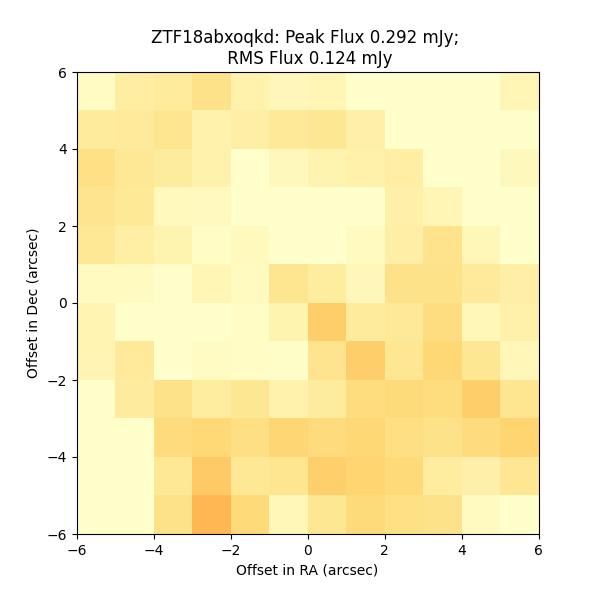 ZTF18abxoqkd: Peak Flux 0.292 mJy;
RMS Flux 0.124 mJy
6
4
2
0
−2
−4
−6
Offset in Dec (arcsec)
−6 −4 −2 0 2 4 6
Offset in RA (arcsec)